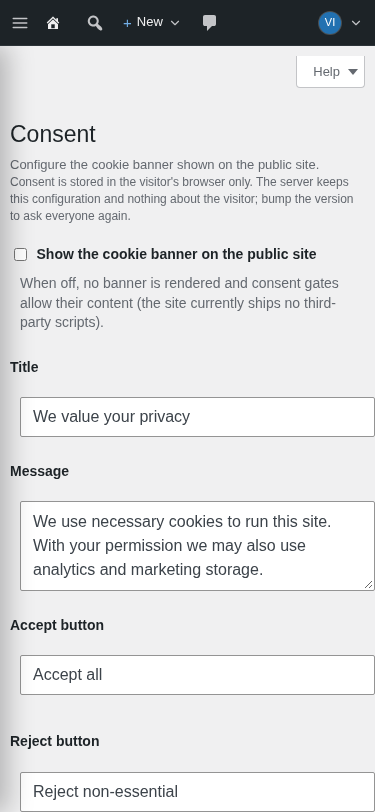 + New
VI
Help
Consent
Configure the cookie banner shown on the public site.
Consent is stored in the visitor's browser only. The server keeps
this configuration and nothing about the visitor; bump the version
to ask everyone again.
Show the cookie banner on the public site
When off, no banner is rendered and consent gates
allow their content (the site currently ships no third-
party scripts).
Title
We value your privacy
Message
We use necessary cookies to run this site.
With your permission we may also use
analytics and marketing storage.
Accept button
Accept all
Reject button
Reject non-essential